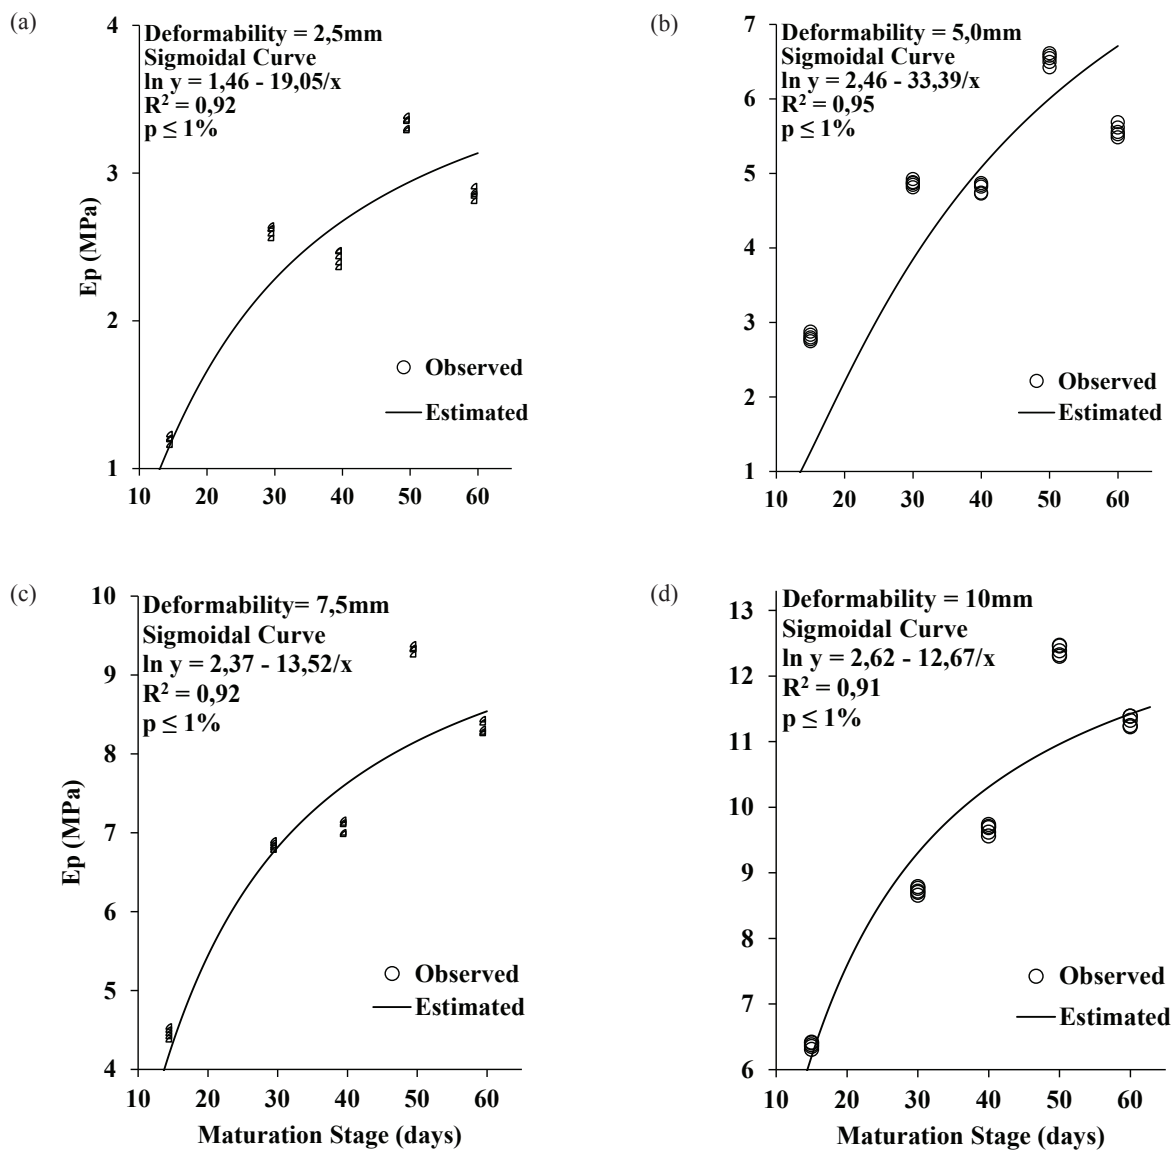 (a)
Deformability = 2,5mm
Sigmoidal Curve
ln y = 1,46 - 19,05/x
R² = 0,92
p ≤ 1%
4
3
2
1
Ep (MPa)
Observed
Estimated
10 20 30 40 50 60
(b)
Deformability = 5,0mm
Sigmoidal Curve
ln y = 2,46 - 33,39/x
R² = 0,95
p ≤ 1%
7
6
5
4
3
2
1
Observed
Estimated
10 20 30 40 50 60
(c)
Deformability= 7,5mm
Sigmoidal Curve
ln y = 2,37 - 13,52/x
R² = 0,92
p ≤ 1%
10
9
8
7
6
5
4
Ep (MPa)
Observed
Estimated
10 20 30 40 50 60
Maturation Stage (days)
(d)
Deformability = 10mm
Sigmoidal Curve
ln y = 2,62 - 12,67/x
R² = 0,91
p ≤ 1%
13
12
11
10
9
8
7
6
Observed
Estimated
10 20 30 40 50 60
Maturation Stage (days)